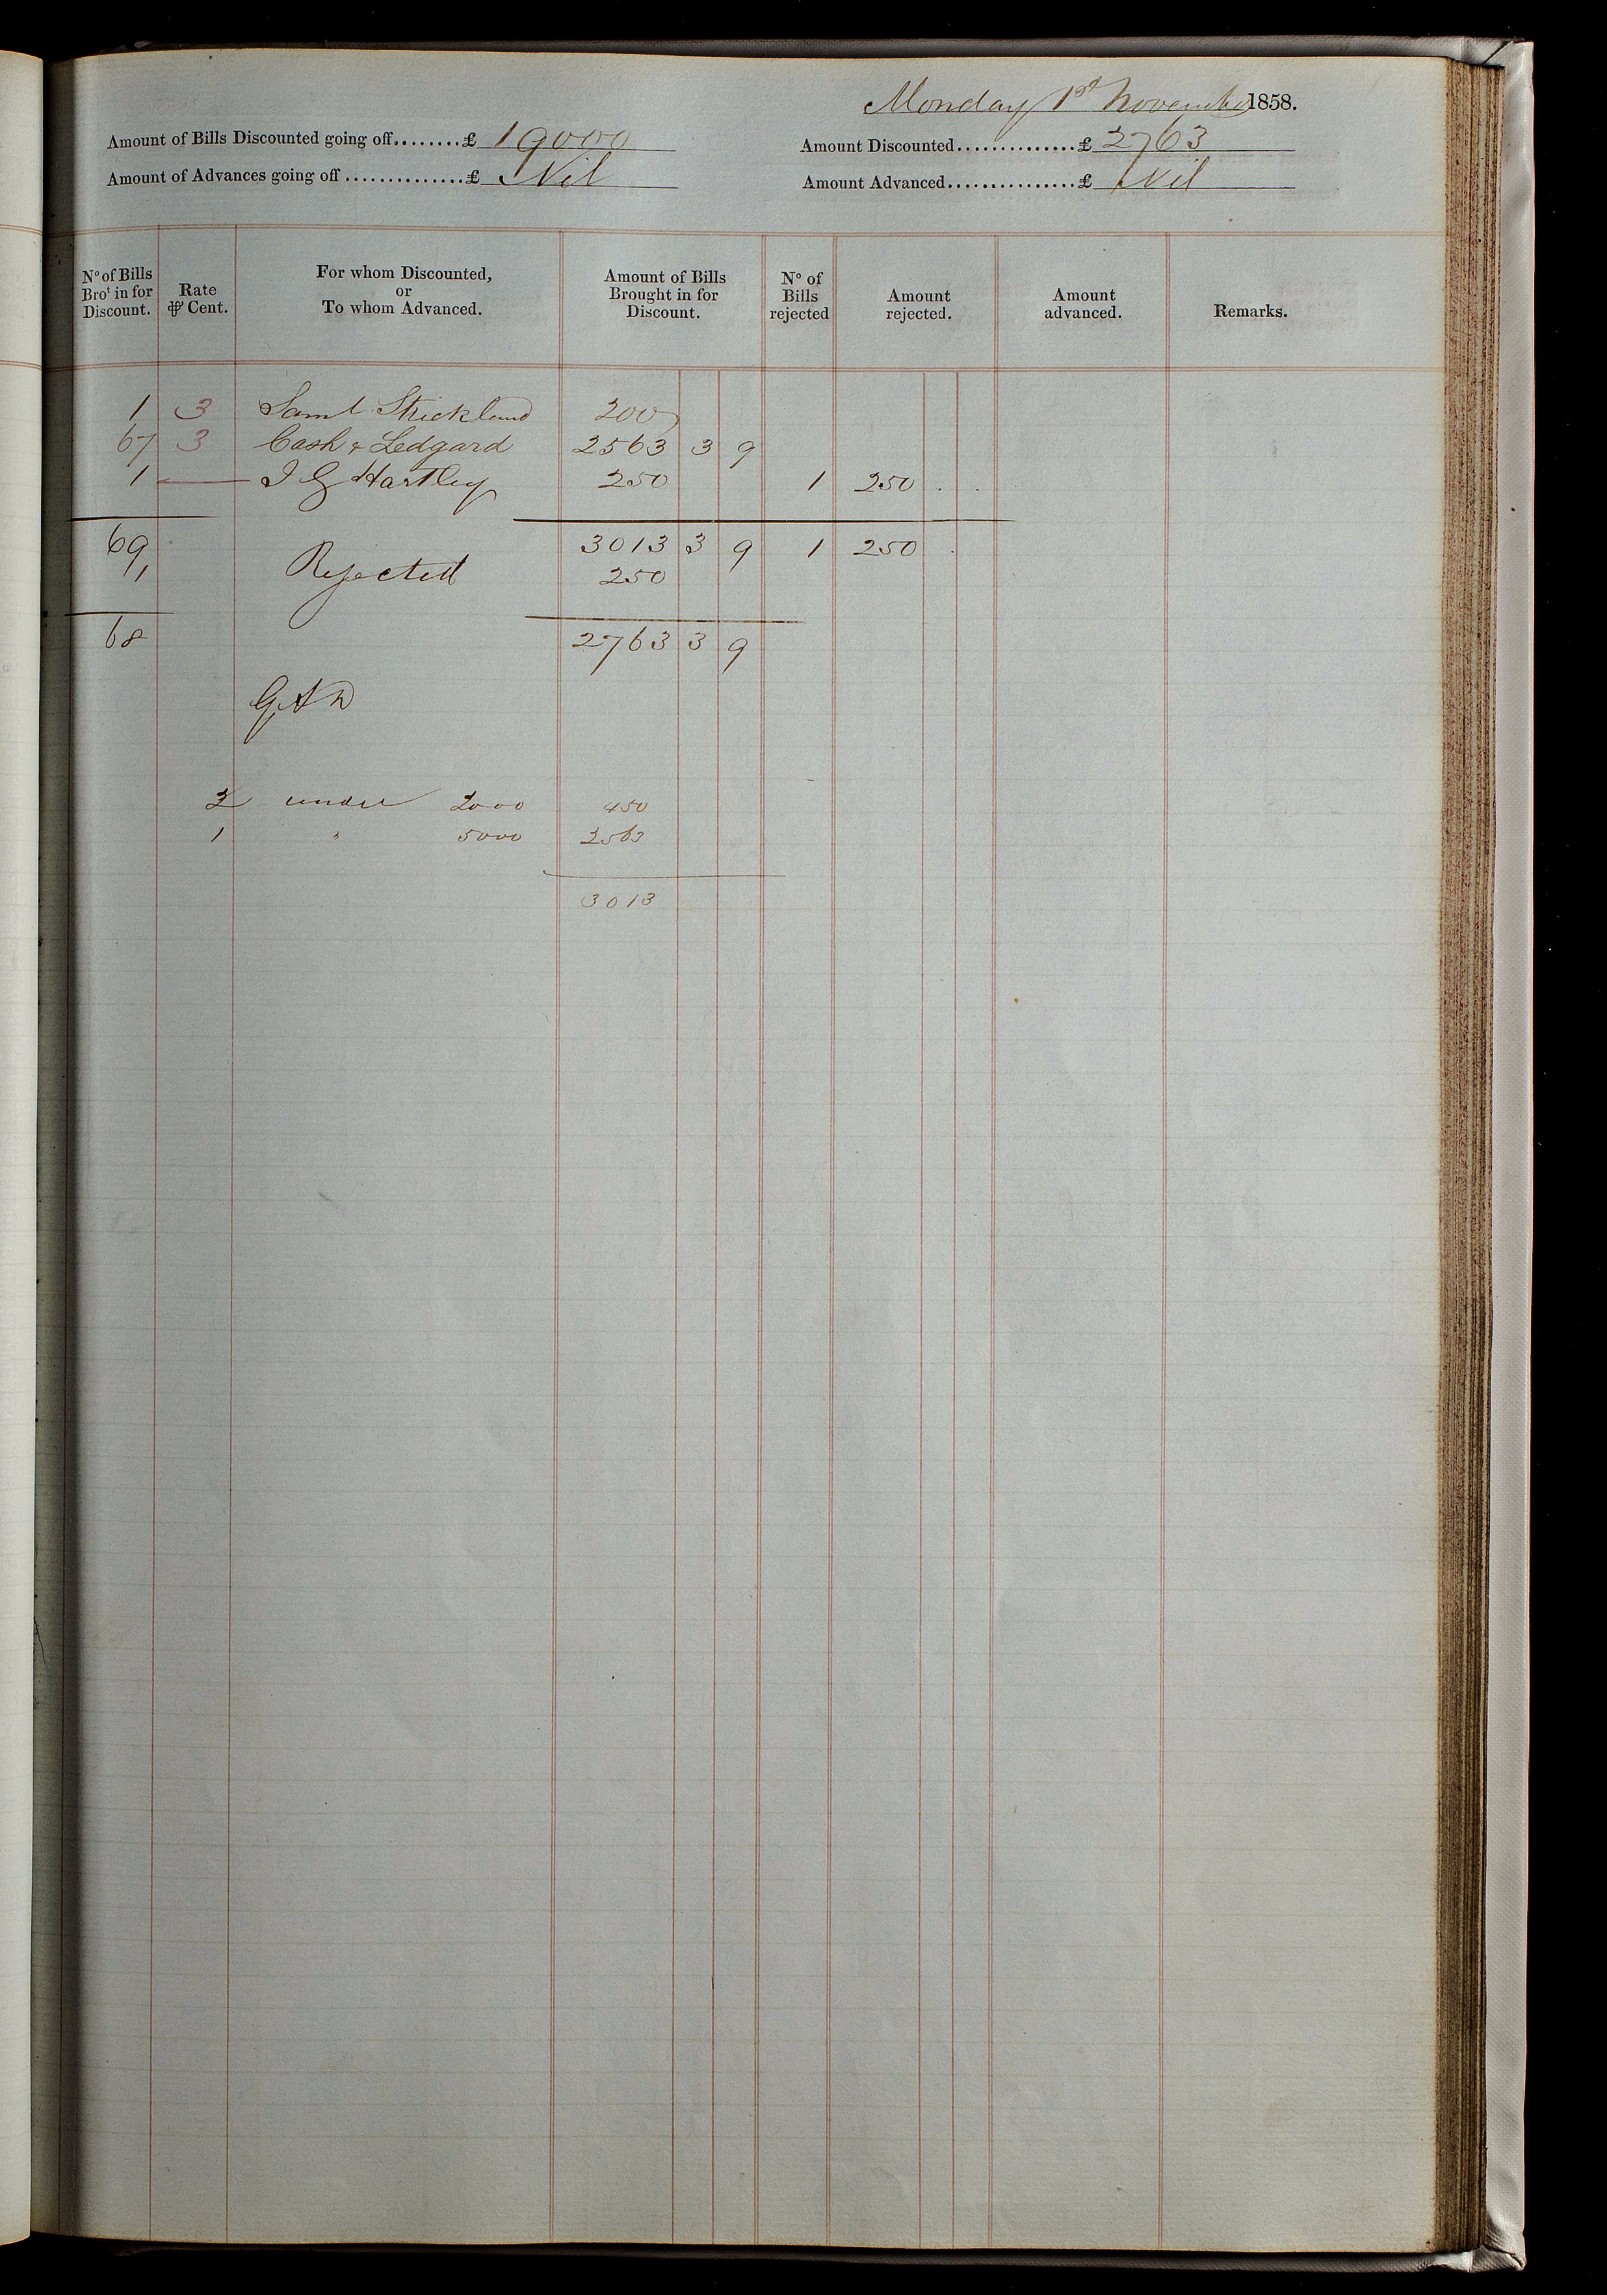 Monday 1st November 1858.
Amount of Bills Discounted going off........£ 19000
Amount Discounted..............£ 2763
Amount of Advances going off..............£ Nil
Amount Advanced...............£ Nil
No of Bills Brot in for Discount.
Rate ⅌ Cent.
For whom Discounted, or To whom Advanced.
Amount of Bills Brought in for Discount.
No of Bills rejected
Amount rejected.
Amount advanced.
Remarks.
1 3 Saml Strickland 200
67 3 Cash & Ledgard 2563 3 9
1 — J G Hartley 250 1 250 . .
69 3013 3 9 1 250 .
1 Rejected 250
68 2763 3 9
2 under 2000 450
1 " 5000 2563
3013